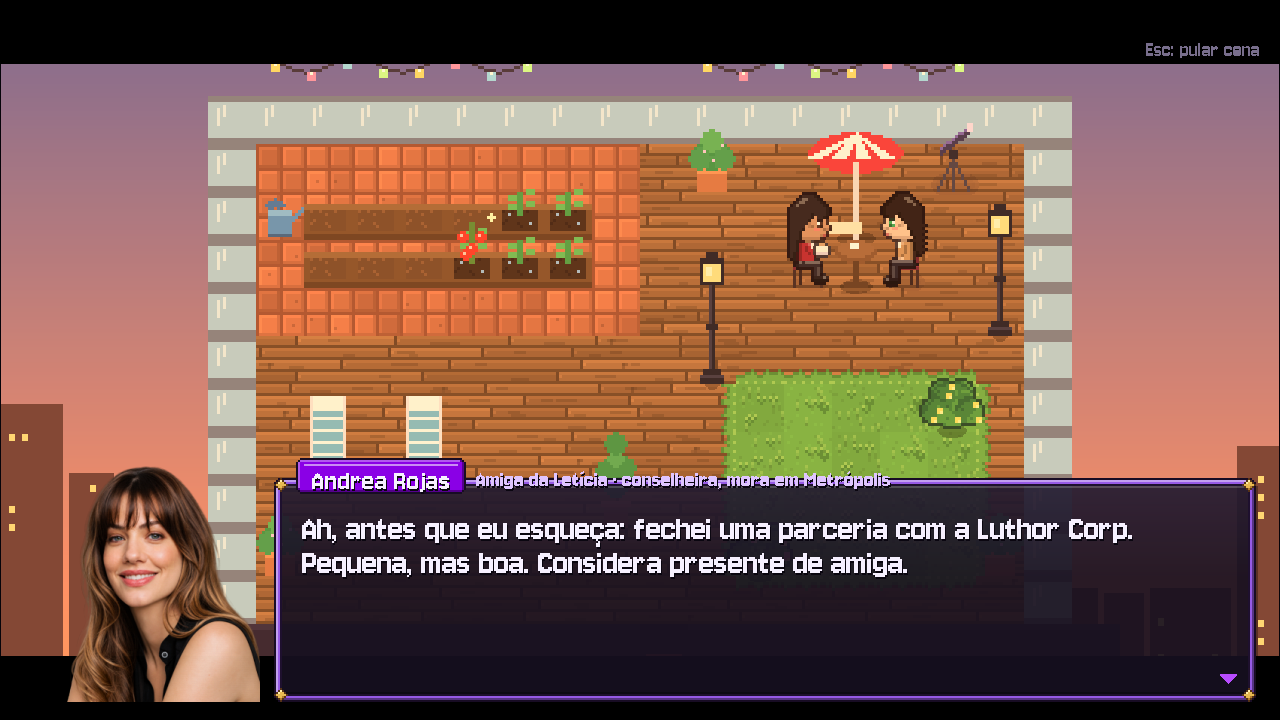 Esc: pular cena
Andrea Rojas
Amiga da Letícia · conselheira, mora em Metrópolis
Ah, antes que eu esqueça: fechei uma parceria com a Luthor Corp.
Pequena, mas boa. Considera presente de amiga.